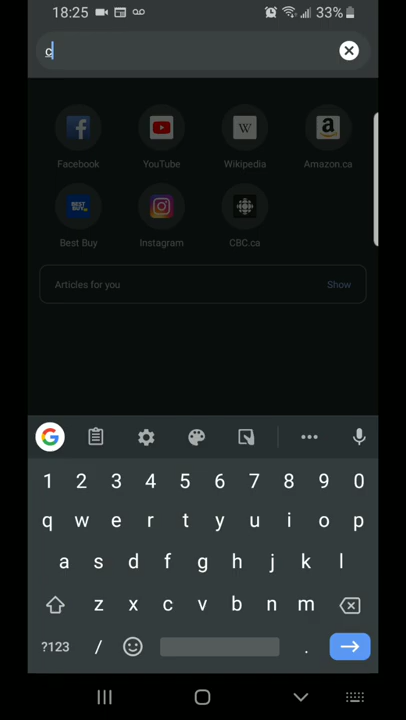 18:25 33%
c
Facebook YouTube Wikipedia Amazon.ca
Best Buy Instagram CBC.ca
Articles for you Show
1 2 3 4 5 6 7 8 9 0
q w e r t y u i o p
a s d f g h j k l
z x c v b n m
?123 / .